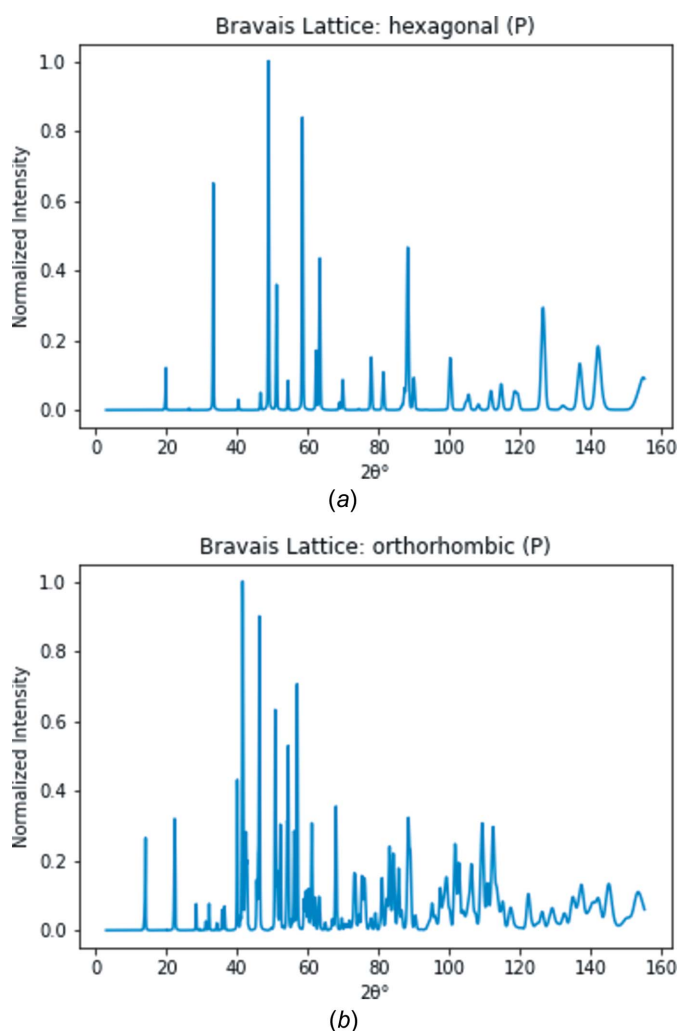 Bravais Lattice: hexagonal (P)
1.0
0.8
0.6
0.4
0.2
0.0
Normalized Intensity
0 20 40 60 80 100 120 140 160
2θ°
(a)
Bravais Lattice: orthorhombic (P)
1.0
0.8
0.6
0.4
0.2
0.0
Normalized Intensity
0 20 40 60 80 100 120 140 160
2θ°
(b)